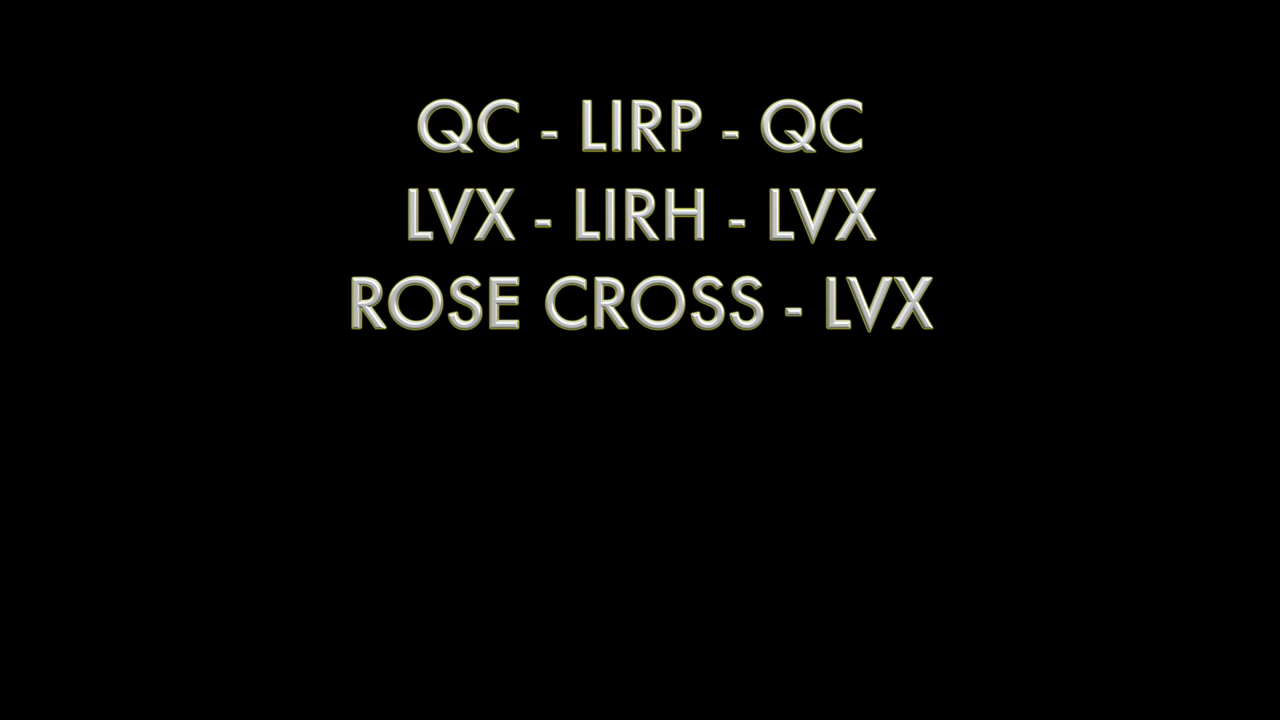 QC - LIRP - QC
LVX - LIRH - LVX
ROSE CROSS - LVX